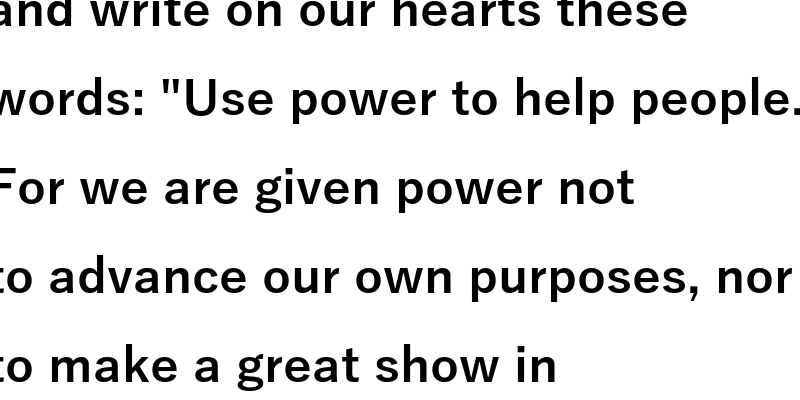 and write on our hearts these
words: "Use power to help people.
For we are given power not
to advance our own purposes, nor
to make a great show in